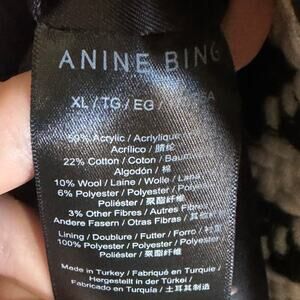 ANINE BING
XL / TG / EG /
59% Acrylic / Acrylique
Acrílico / 腈纶
22% Cotton / Coton /
Algodón / 棉
10% Wool / Laine / Wolle / Lana
6% Polyester / Polyester /
Poliéster / 聚酯纤维
3% Other Fibres / Autres Fibres
Andere Fasern / Otras Fibras /
Lining / Doublure / Futter / Forro /
100% Polyester / Polyester
Poliéster / 聚酯纤维
Made in Turkey / Fabriqué en Turquie /
Hergestellt in der Türkei /
Fabricado en Turquía / 土耳其制造